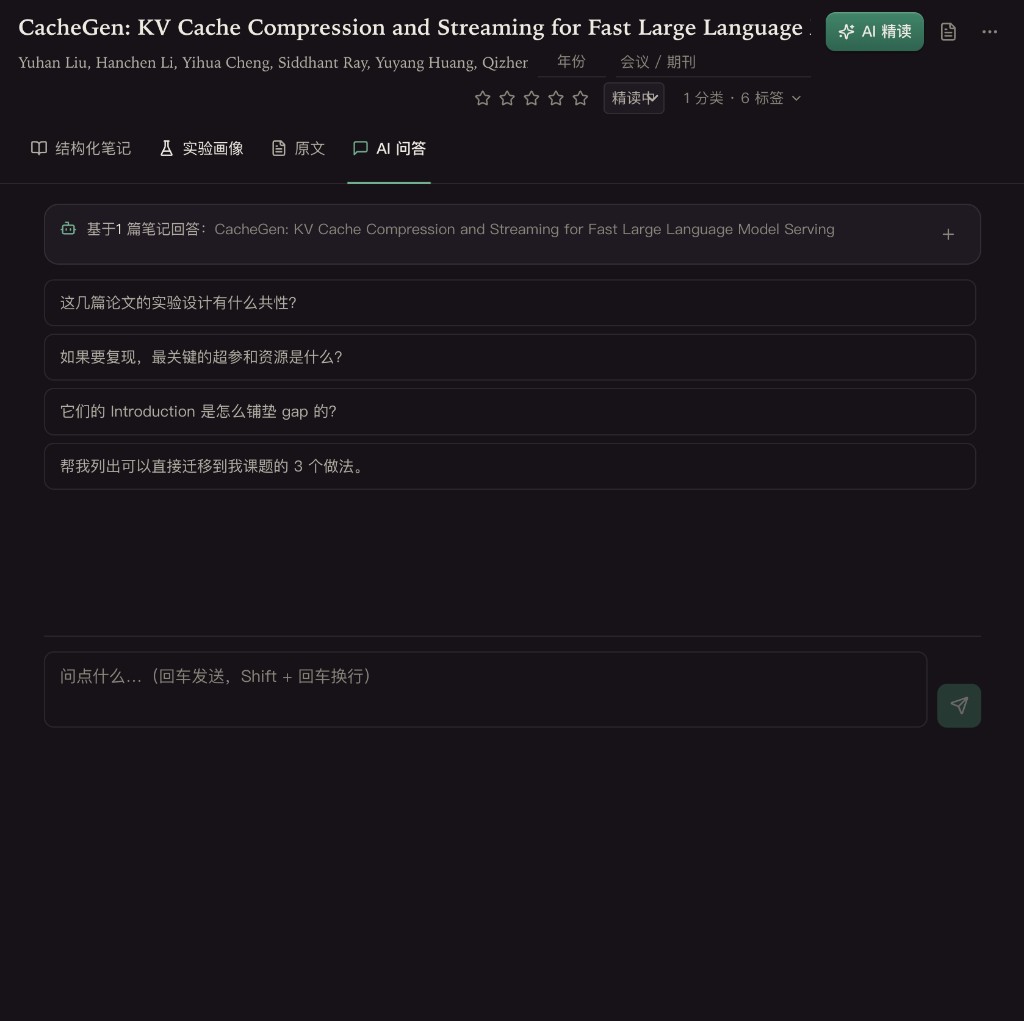 CacheGen: KV Cache Compression and Streaming for Fast Large Language
AI 精读
Yuhan Liu, Hanchen Li, Yihua Cheng, Siddhant Ray, Yuyang Huang, Qizher
年份
会议 / 期刊
精读中
1 分类 · 6 标签
结构化笔记
实验画像
原文
AI 问答
基于1 篇笔记回答: CacheGen: KV Cache Compression and Streaming for Fast Large Language Model Serving
这几篇论文的实验设计有什么共性?
如果要复现，最关键的超参和资源是什么?
它们的 Introduction 是怎么铺垫 gap 的?
帮我列出可以直接迁移到我课题的 3 个做法。
问点什么…（回车发送，Shift + 回车换行）